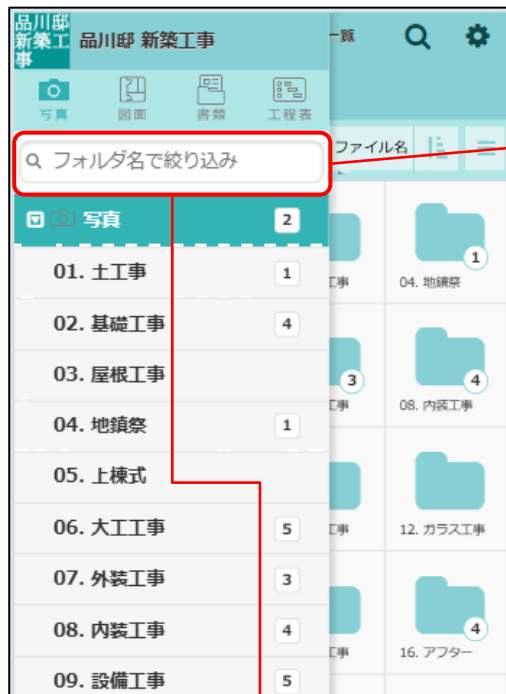 品川邸
新築工
事
品川邸 新築工事
一覧
写真
図面
書類
工程表
フォルダ名で絞り込み
ファイル名
写真 2
01. 土工事 1
02. 基礎工事 4
03. 屋根工事
04. 地鎮祭 1
05. 上棟式
06. 大工工事 5
07. 外装工事 3
08. 内装工事 4
09. 設備工事 5
工事
1
04. 地鎮祭
3
工事
4
08. 内装工事
工事
12. ガラス工事
工事
4
16. アフター